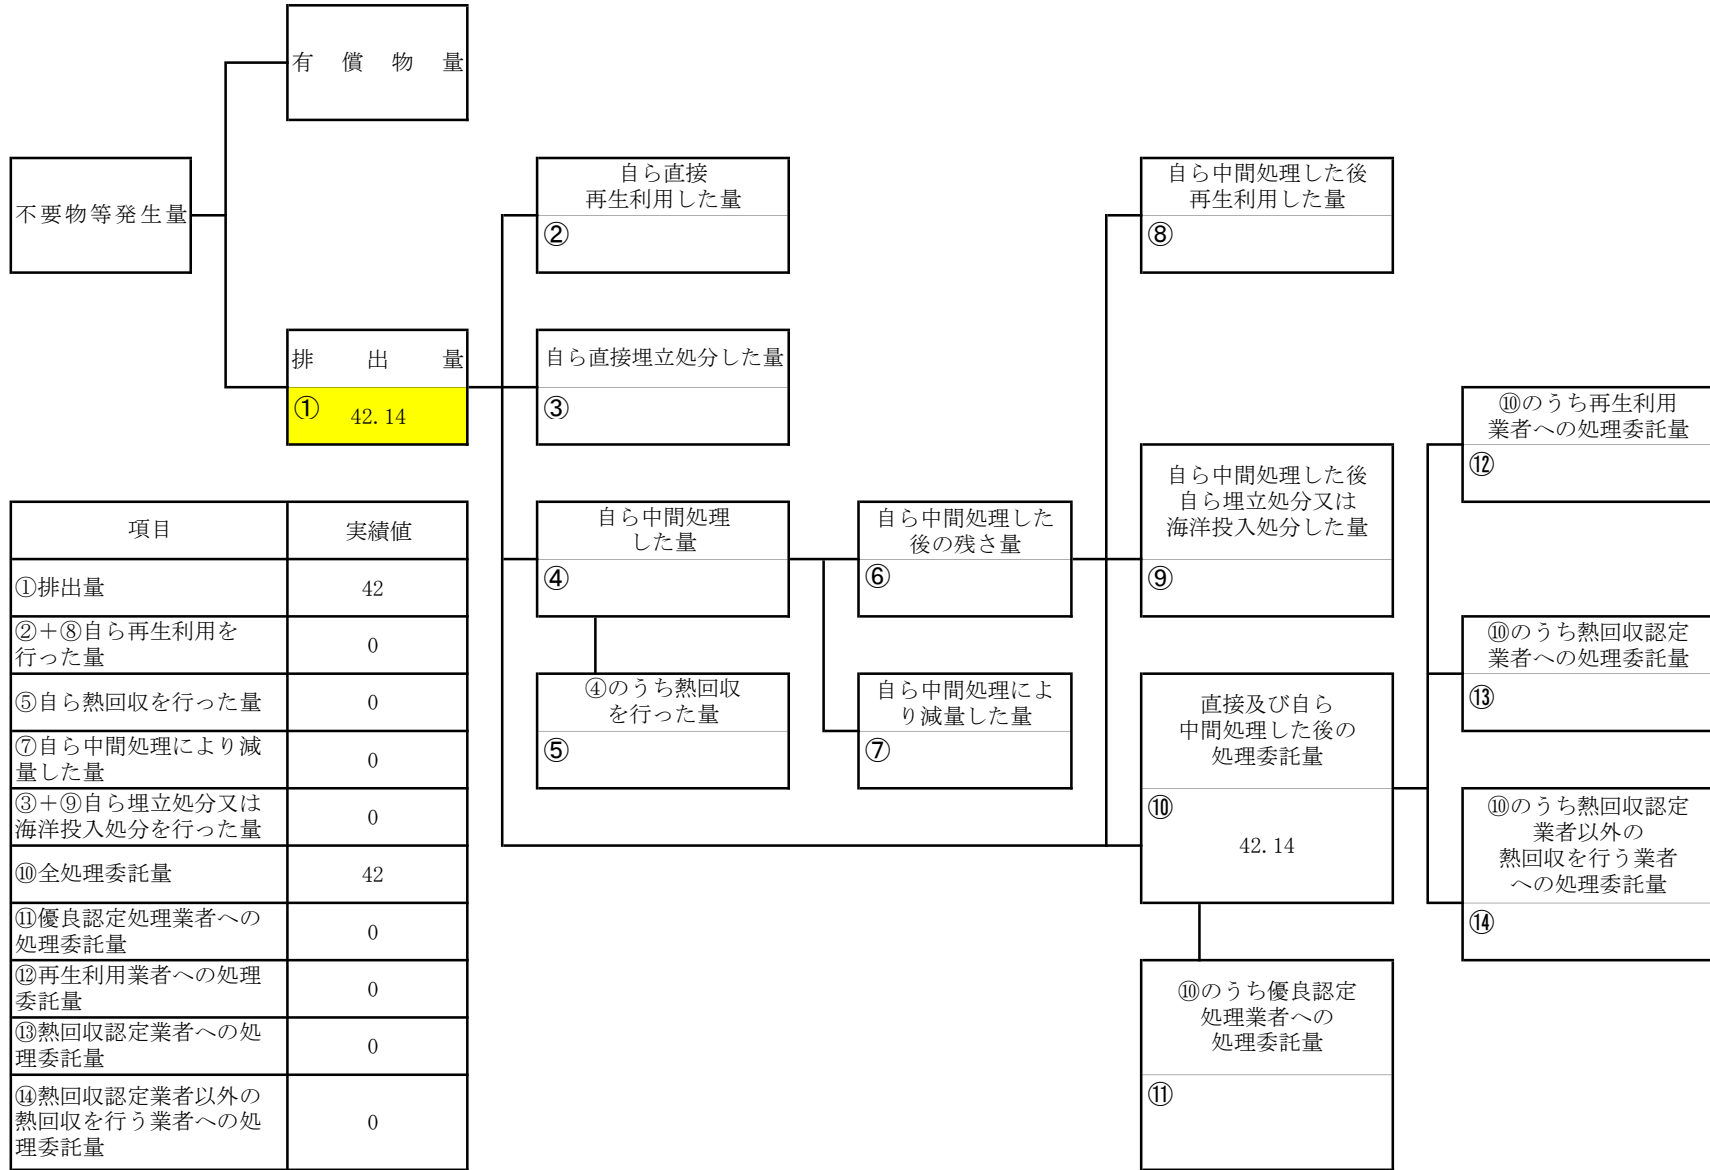 有償物量
不要物等発生量
排出量
① 42.14
自ら直接
再生利用した量
②
自ら直接埋立処分した量
③
自ら中間処理
した量
④
④のうち熱回収
を行った量
⑤
自ら中間処理した
後の残さ量
⑥
自ら中間処理によ
り減量した量
⑦
自ら中間処理した後
再生利用した量
⑧
自ら中間処理した後
自ら埋立処分又は
海洋投入処分した量
⑨
直接及び自ら
中間処理した後の
処理委託量
⑩
42.14
⑩のうち優良認定
処理業者への
処理委託量
⑪
⑩のうち再生利用
業者への処理委託量
⑫
⑩のうち熱回収認定
業者への処理委託量
⑬
⑩のうち熱回収認定
業者以外の
熱回収を行う業者
への処理委託量
⑭
項目 実績値
①排出量 42
②＋⑧自ら再生利用を
行った量 0
⑤自ら熱回収を行った量 0
⑦自ら中間処理により減
量した量 0
③＋⑨自ら埋立処分又は
海洋投入処分を行った量 0
⑩全処理委託量 42
⑪優良認定処理業者への
処理委託量 0
⑫再生利用業者への処理
委託量 0
⑬熱回収認定業者への処
理委託量 0
⑭熱回収認定業者以外の
熱回収を行う業者への処
理委託量 0